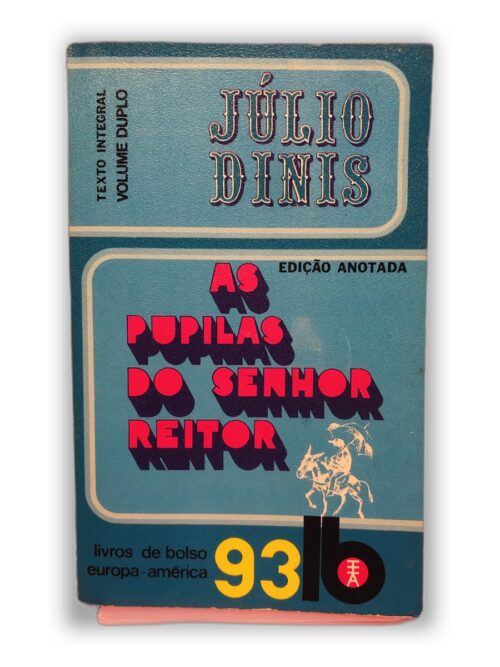 TEXTO INTEGRAL
VOLUME DUPLO
JÚLIO
DINIS
EDIÇÃO ANOTADA
AS
PUPILAS
DO SENHOR
REITOR
livros de bolso
europa-américa
93
lb